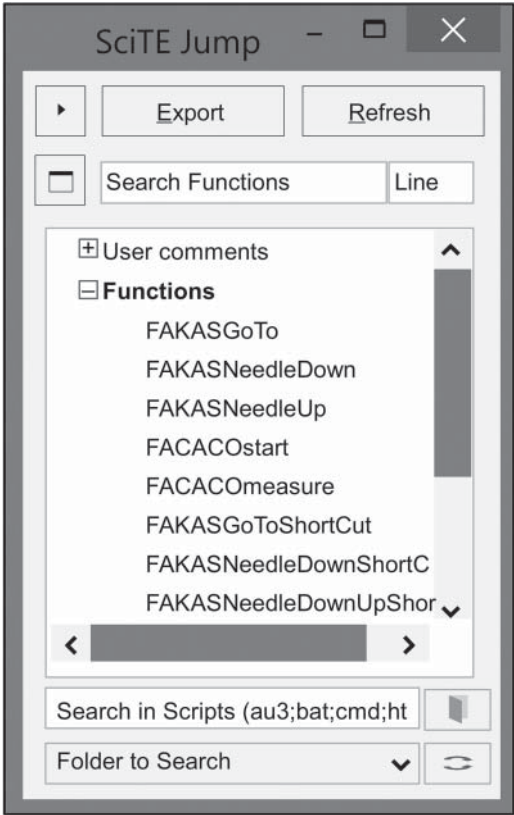 SciTE Jump
Export Refresh
Search Functions Line
User comments
Functions
FAKASGoTo
FAKASNeedleDown
FAKASNeedleUp
FACACOstart
FACACOmeasure
FAKASGoToShortCut
FAKASNeedleDownShortC
FAKASNeedleDownUpShor
Search in Scripts (au3;bat;cmd;ht
Folder to Search